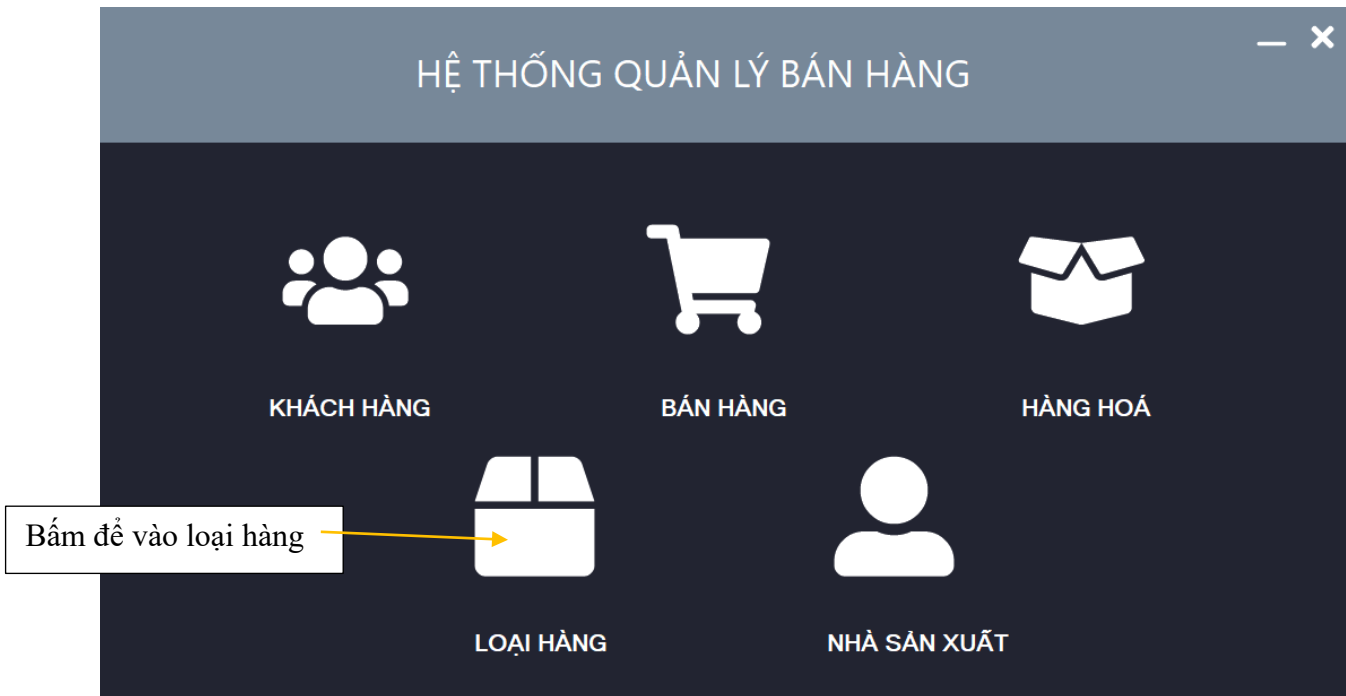 HỆ THỐNG QUẢN LÝ BÁN HÀNG
KHÁCH HÀNG
BÁN HÀNG
HÀNG HOÁ
Bấm để vào loại hàng
LOẠI HÀNG
NHÀ SẢN XUẤT